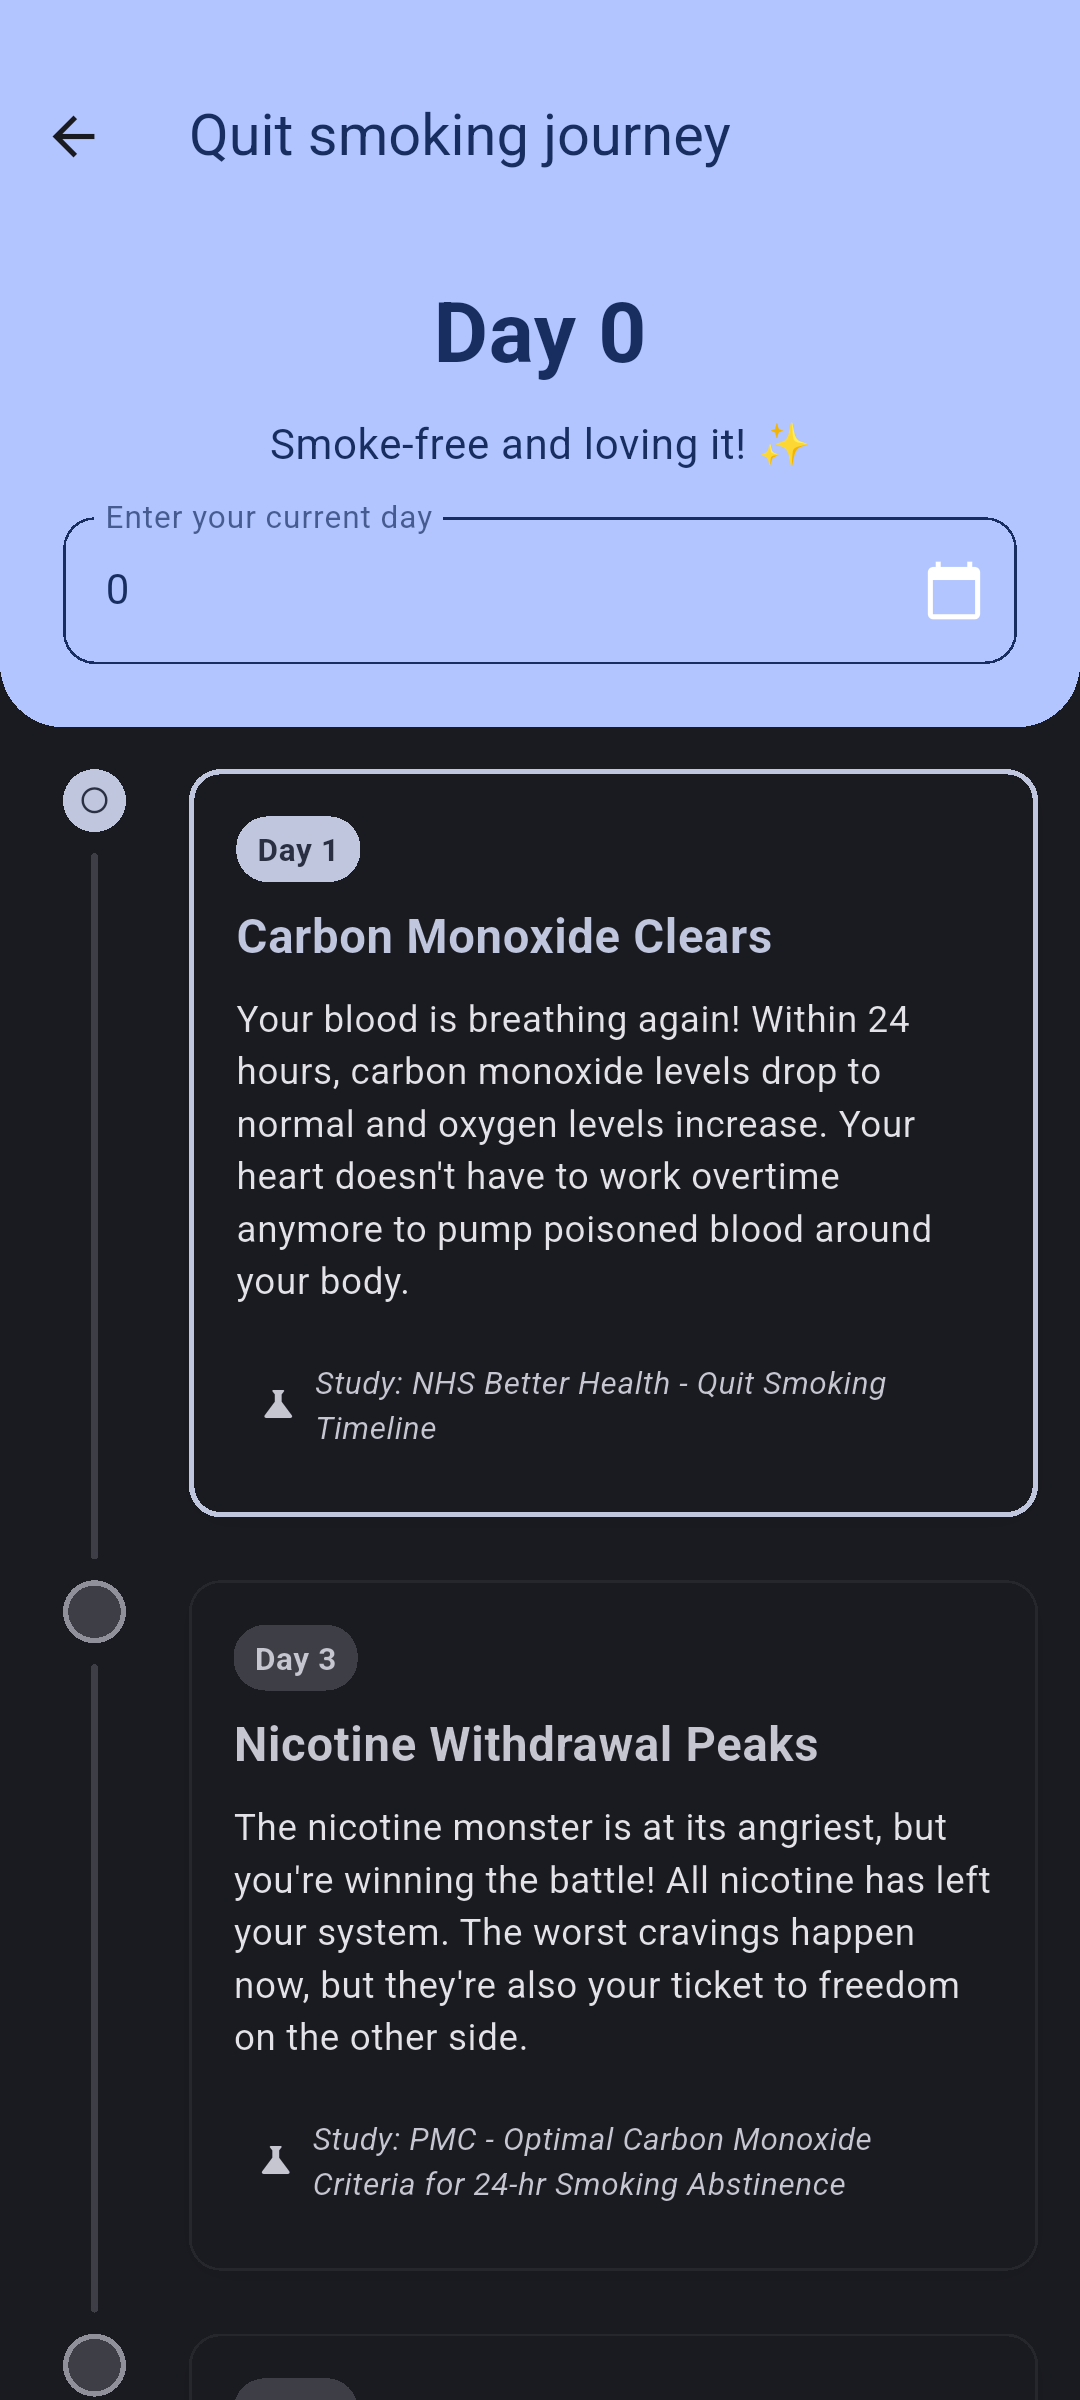 Quit smoking journey
Day 0
Smoke-free and loving it! ✨
Enter your current day
0
Day 1
Carbon Monoxide Clears
Your blood is breathing again! Within 24
hours, carbon monoxide levels drop to
normal and oxygen levels increase. Your
heart doesn't have to work overtime
anymore to pump poisoned blood around
your body.
Study: NHS Better Health - Quit Smoking
Timeline
Day 3
Nicotine Withdrawal Peaks
The nicotine monster is at its angriest, but
you're winning the battle! All nicotine has left
your system. The worst cravings happen
now, but they're also your ticket to freedom
on the other side.
Study: PMC - Optimal Carbon Monoxide
Criteria for 24-hr Smoking Abstinence